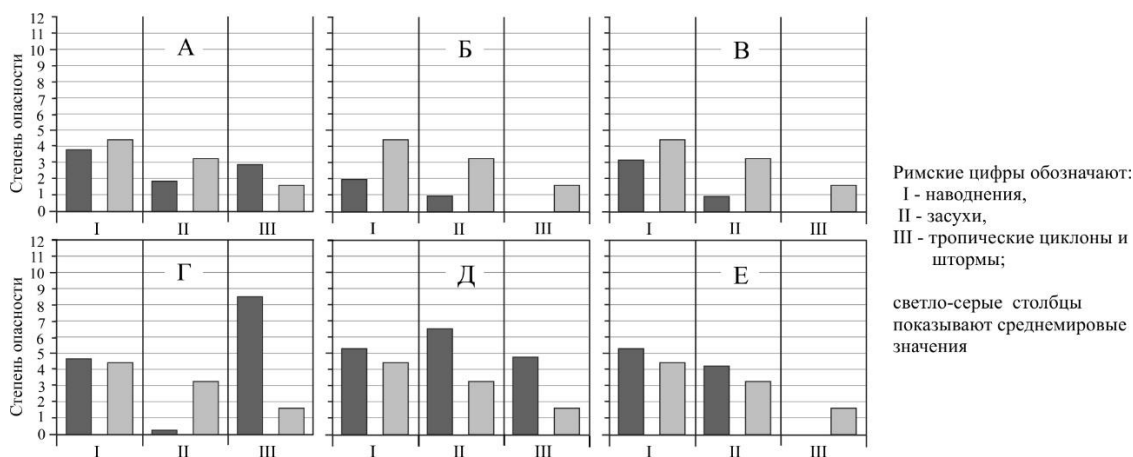 Степень опасности
12
11
10
9
8
7
6
5
4
3
2
1
0
А
I
II
III
Б
I
II
III
В
I
II
III
Степень опасности
12
11
10
9
8
7
6
5
4
3
2
1
0
Г
I
II
III
Д
I
II
III
Е
I
II
III
Римские цифры обозначают:
I - наводнения,
II - засухи,
III - тропические циклоны и
штормы;
светло-серые столбцы
показывают среднемировые
значения